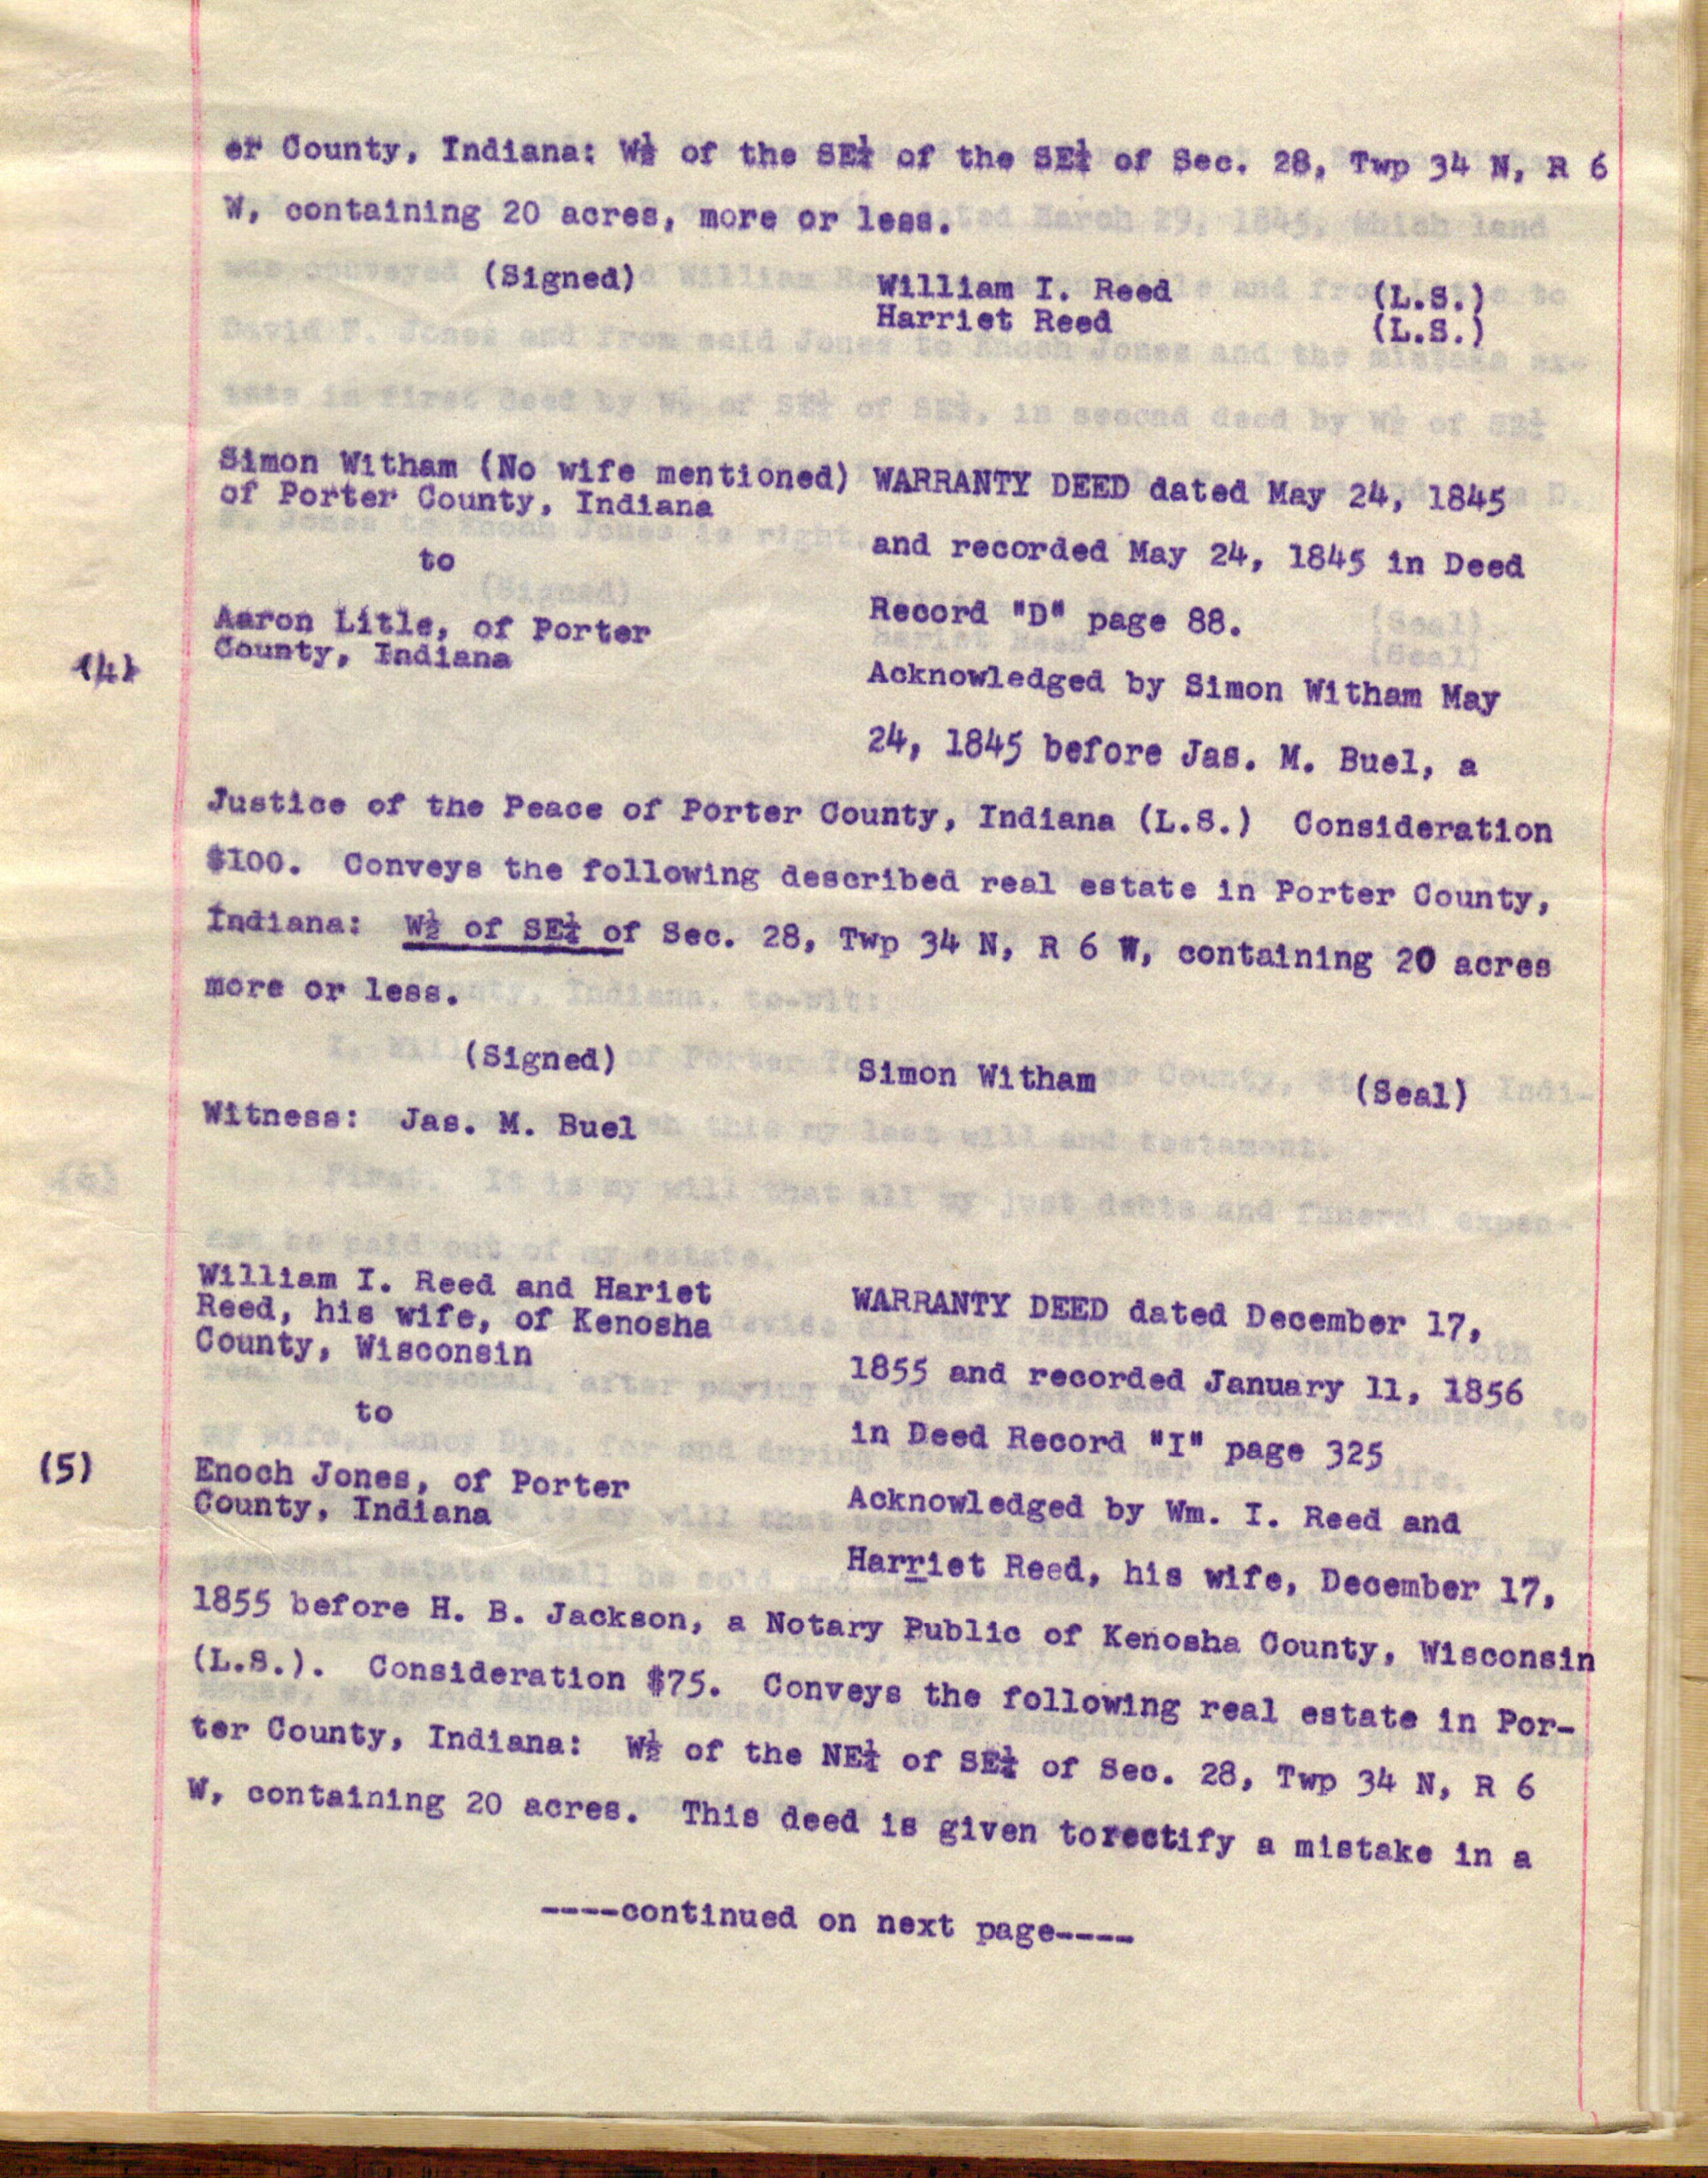 er County, Indiana: W½ of the SE¼ of the SE¼ of Sec. 28, Twp 34 N, R 6
W, containing 20 acres, more or less.
(Signed) William I. Reed (L.S.)
Harriet Reed (L.S.)
Simon Witham (No wife mentioned)
of Porter County, Indiana
to
Aaron Litle, of Porter
County, Indiana
(4)
WARRANTY DEED dated May 24, 1845
and recorded May 24, 1845 in Deed
Record "D" page 88.
Acknowledged by Simon Witham May
24, 1845 before Jas. M. Buel, a
Justice of the Peace of Porter County, Indiana (L.S.) Consideration
$100. Conveys the following described real estate in Porter County,
Indiana: W½ of SE¼ of Sec. 28, Twp 34 N, R 6 W, containing 20 acres
more or less.
(Signed) Simon Witham (Seal)
Witness: Jas. M. Buel
William I. Reed and Hariet
Reed, his wife, of Kenosha
County, Wisconsin
to
(5)
Enoch Jones, of Porter
County, Indiana
WARRANTY DEED dated December 17,
1855 and recorded January 11, 1856
in Deed Record "I" page 325
Acknowledged by Wm. I. Reed and
Harriet Reed, his wife, December 17,
1855 before H. B. Jackson, a Notary Public of Kenosha County, Wisconsin
(L.S.). Consideration $75. Conveys the following real estate in Por-
ter County, Indiana: W½ of the NE¼ of SE¼ of Sec. 28, Twp 34 N, R 6
W, containing 20 acres. This deed is given torectify a mistake in a
----continued on next page----